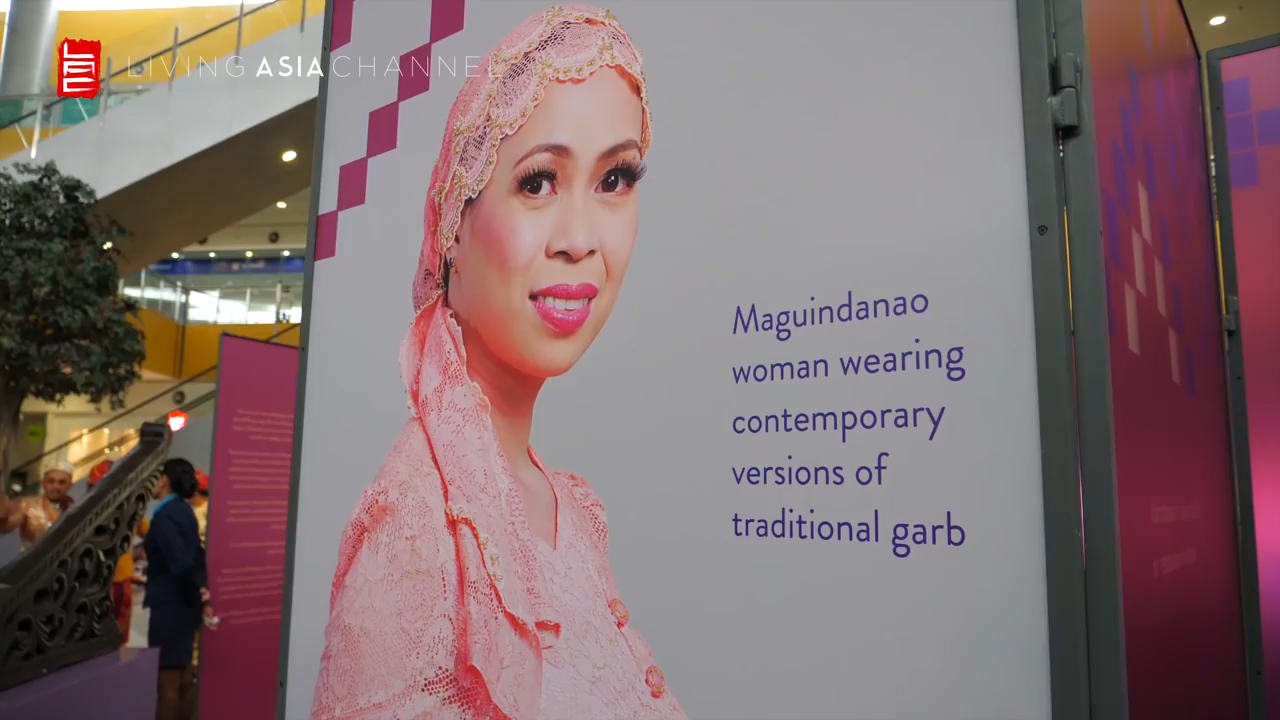 LIVING ASIA CHANNEL
Maguindanao
woman wearing
contemporary
versions of
traditional garb